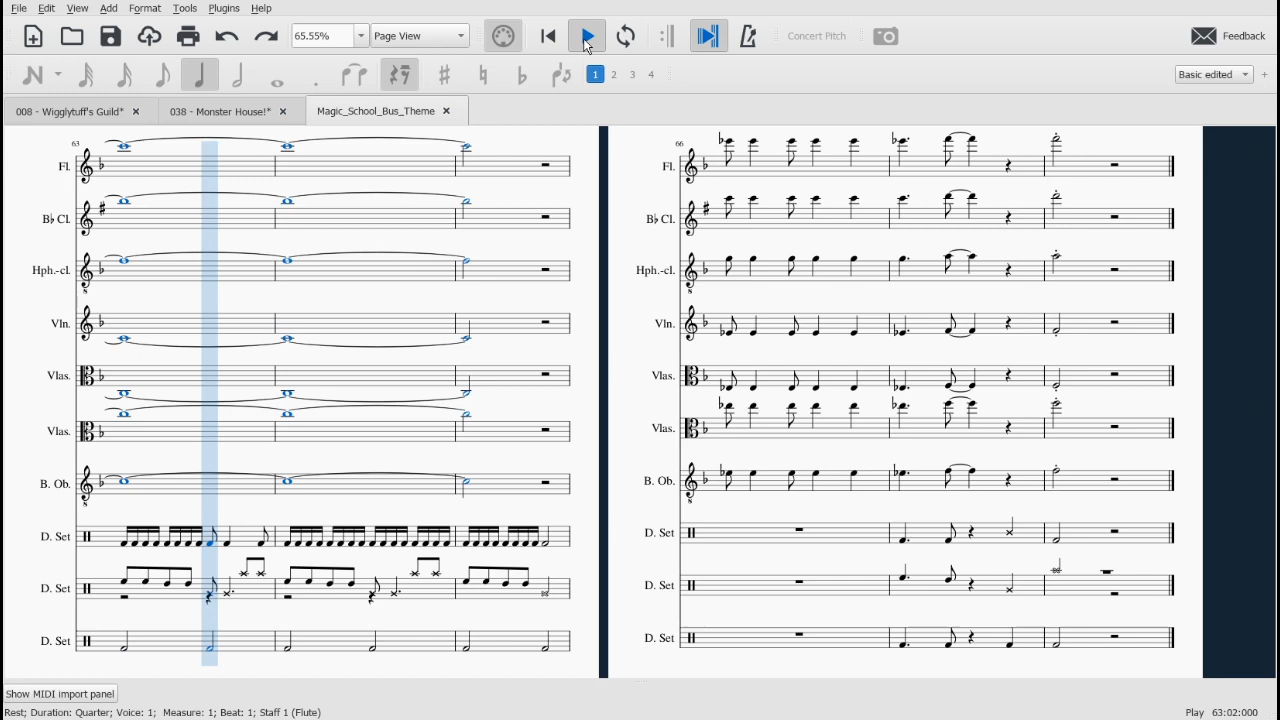 File Edit View Add Format Tools Plugins Help
65.55% Page View Concert Pitch Feedback
1 2 3 4 Basic edited +
008 - Wigglytuff's Guild* 038 - Monster House!* Magic_School_Bus_Theme
63 66
Fl. Fl.
B♭ Cl. B♭ Cl.
Hph.-cl. Hph.-cl.
Vln. Vln.
Vlas. Vlas.
Vlas. Vlas.
B. Ob. B. Ob.
D. Set D. Set
D. Set D. Set
D. Set D. Set
Show MIDI import panel
Rest; Duration: Quarter; Voice: 1; Measure: 1; Beat: 1; Staff 1 (Flute) Play 63:02:000